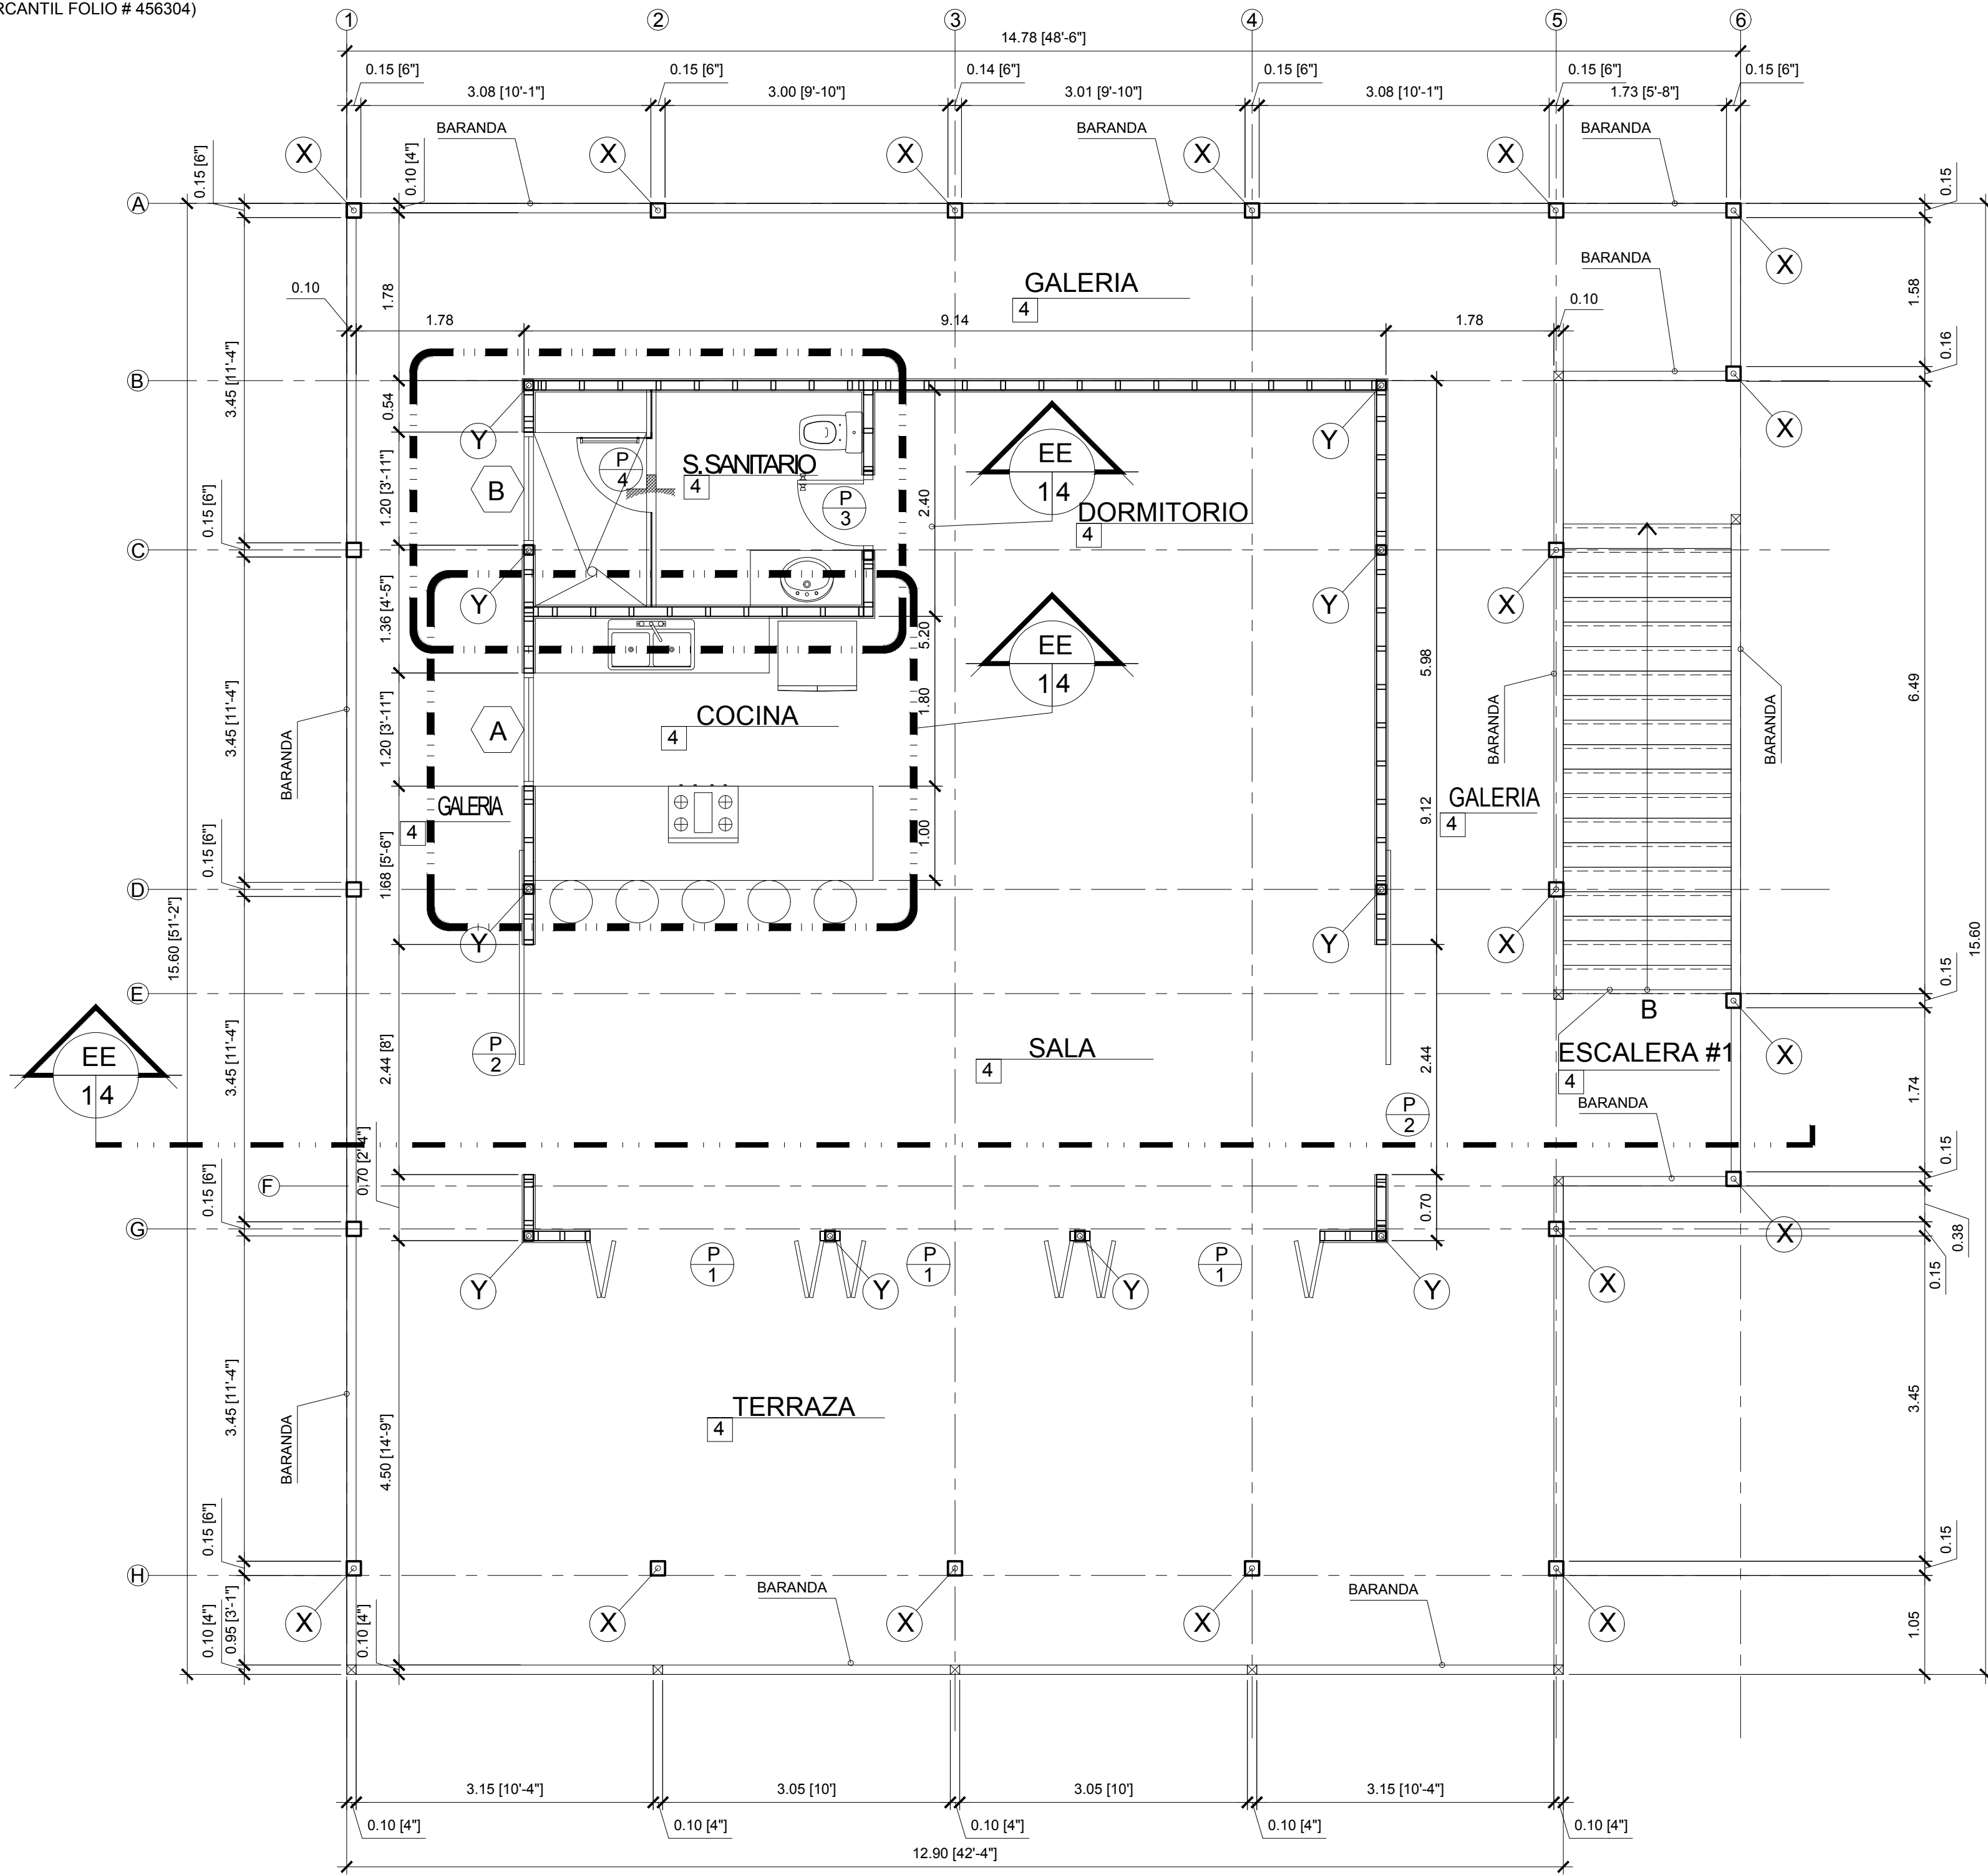 RCANTIL FOLIO # 456304)
1
2
3
4
5
6
14.78 [48'-6"]
0.15 [6"]
0.15 [6"]
0.14 [6"]
0.15 [6"]
0.15 [6"]
0.15 [6"]
3.08 [10'-1"]
3.00 [9'-10"]
3.01 [9'-10"]
3.08 [10'-1"]
1.73 [5'-8"]
BARANDA
BARANDA
BARANDA
X
X
X
X
X
0.15 [6"]
0.10 [4"]
0.15
A
X
BARANDA
GALERIA
4
0.10
1.78
1.58
0.10
1.78
9.14
1.78
0.16
3.45 [11'-4"]
B
0.54
X
Y
Y
P
4
S.SANITARIO
4
EE
14
B
1.20 [3'-11"]
P
3
2.40
DORMITORIO
4
0.15 [6"]
C
Y
Y
X
1.36 [4'-5"]
5.20
EE
14
5.98
6.49
1.80
3.45 [11'-4"]
BARANDA
1.20 [3'-11"]
A
COCINA
4
BARANDA
BARANDA
GALERIA
4
GALERIA
4
9.12
1.00
0.15 [6"]
1.68 [5'-6"]
D
15.60 [51'-2"]
Y
Y
X
15.60
E
0.15
B
EE
14
3.45 [11'-4"]
2.44 [8']
P
2
SALA
4
2.44
ESCALERA #1
4
X
1.74
P
2
BARANDA
0.70 [2'-4"]
0.15
0.15 [6"]
F
0.70
G
X
0.38
P
1
P
1
P
1
0.15
Y
Y
Y
Y
X
3.45 [11'-4"]
BARANDA
4.50 [14'-9"]
TERRAZA
4
3.45
0.15 [6"]
0.15
H
BARANDA
BARANDA
0.10 [4"]
0.95 [3'-1"]
0.10 [4"]
X
X
X
X
X
1.05
3.15 [10'-4"]
3.05 [10']
3.05 [10']
3.15 [10'-4"]
0.10 [4"]
0.10 [4"]
0.10 [4"]
0.10 [4"]
0.10 [4"]
12.90 [42'-4"]